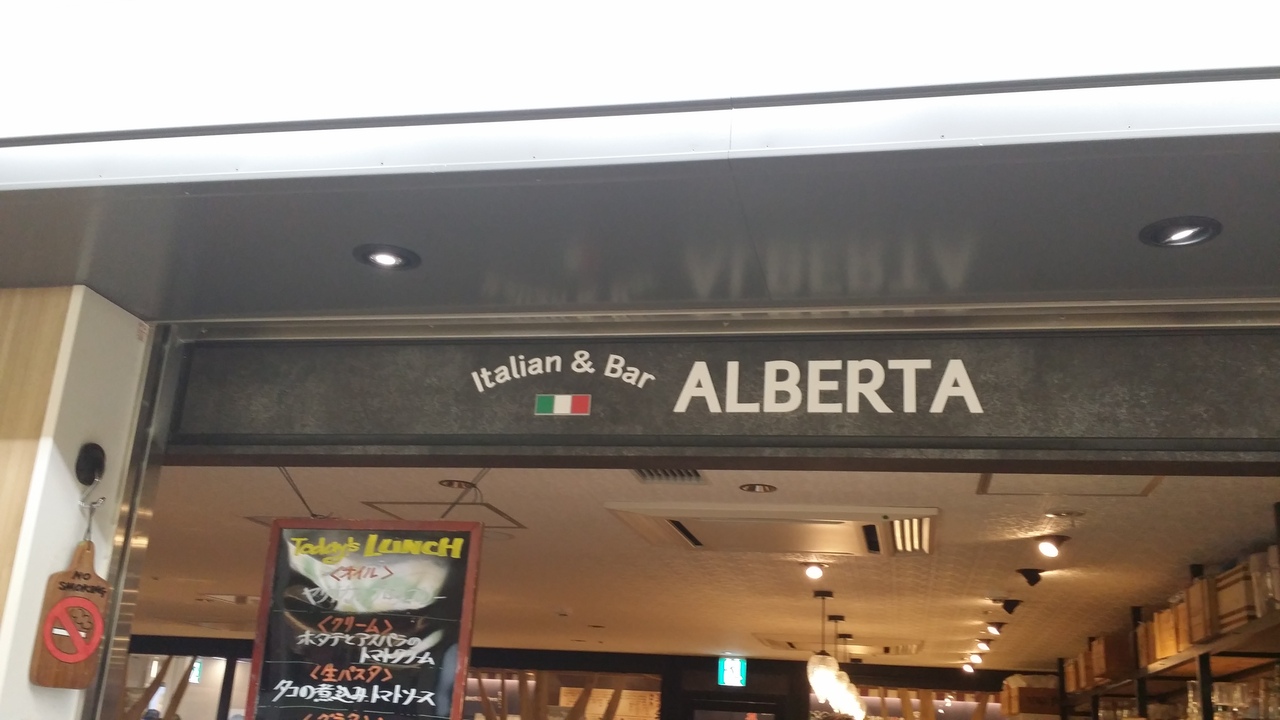 Italian & Bar
ALBERTA
NO
SMOKING
Today's LUNCH
<オイル>
<クリーム>
ホタテとアスパラの
トマトクリーム
<生パスタ>
タコの煮込みトマトソース